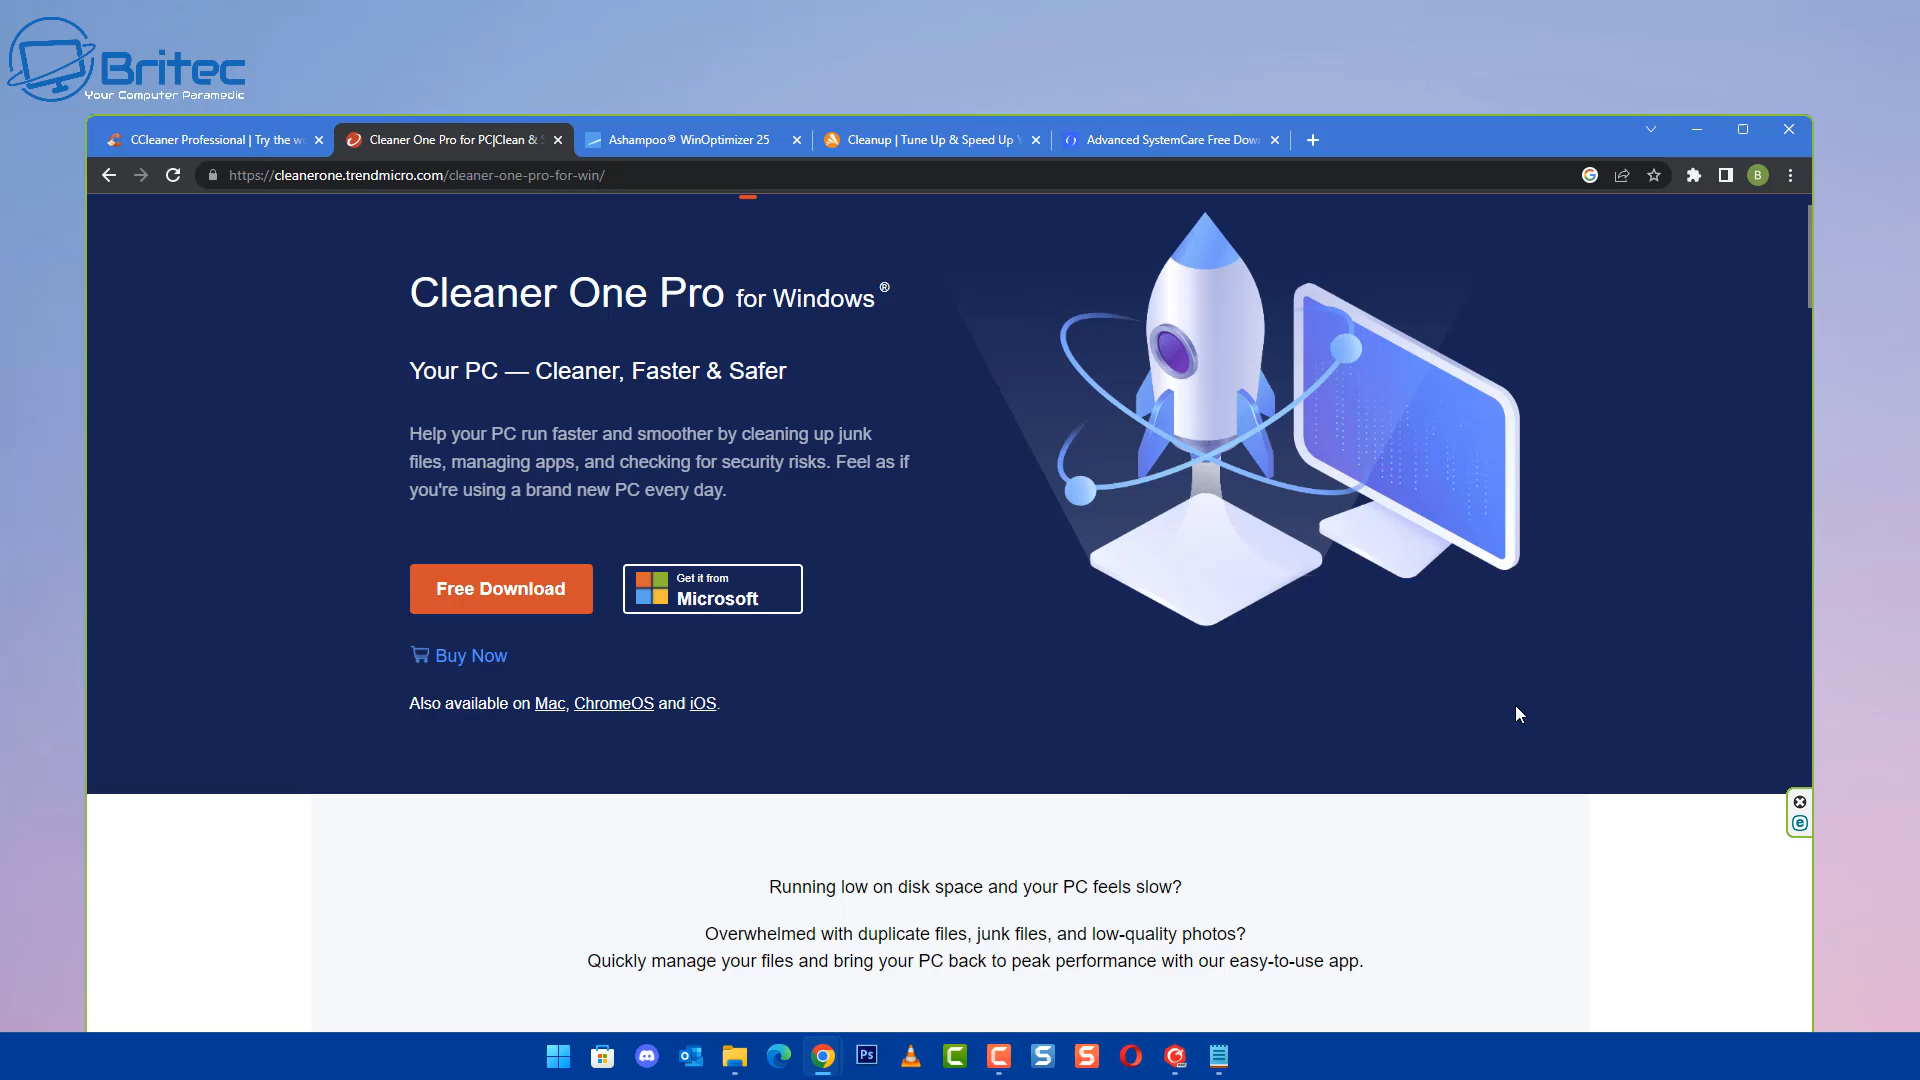 Britec
Your Computer Paramedic
CCleaner Professional | Try the w
Cleaner One Pro for PC|Clean &
Ashampoo® WinOptimizer 25
Cleanup | Tune Up & Speed Up
Advanced SystemCare Free Dow
https://cleanerone.trendmicro.com/cleaner-one-pro-for-win/
B
Cleaner One Pro for Windows®
Your PC — Cleaner, Faster & Safer
Help your PC run faster and smoother by cleaning up junk
files, managing apps, and checking for security risks. Feel as if
you're using a brand new PC every day.
Free Download
Get it from
Microsoft
Buy Now
Also available on Mac, ChromeOS and iOS.
Running low on disk space and your PC feels slow?
Overwhelmed with duplicate files, junk files, and low-quality photos?
Quickly manage your files and bring your PC back to peak performance with our easy-to-use app.
Ps